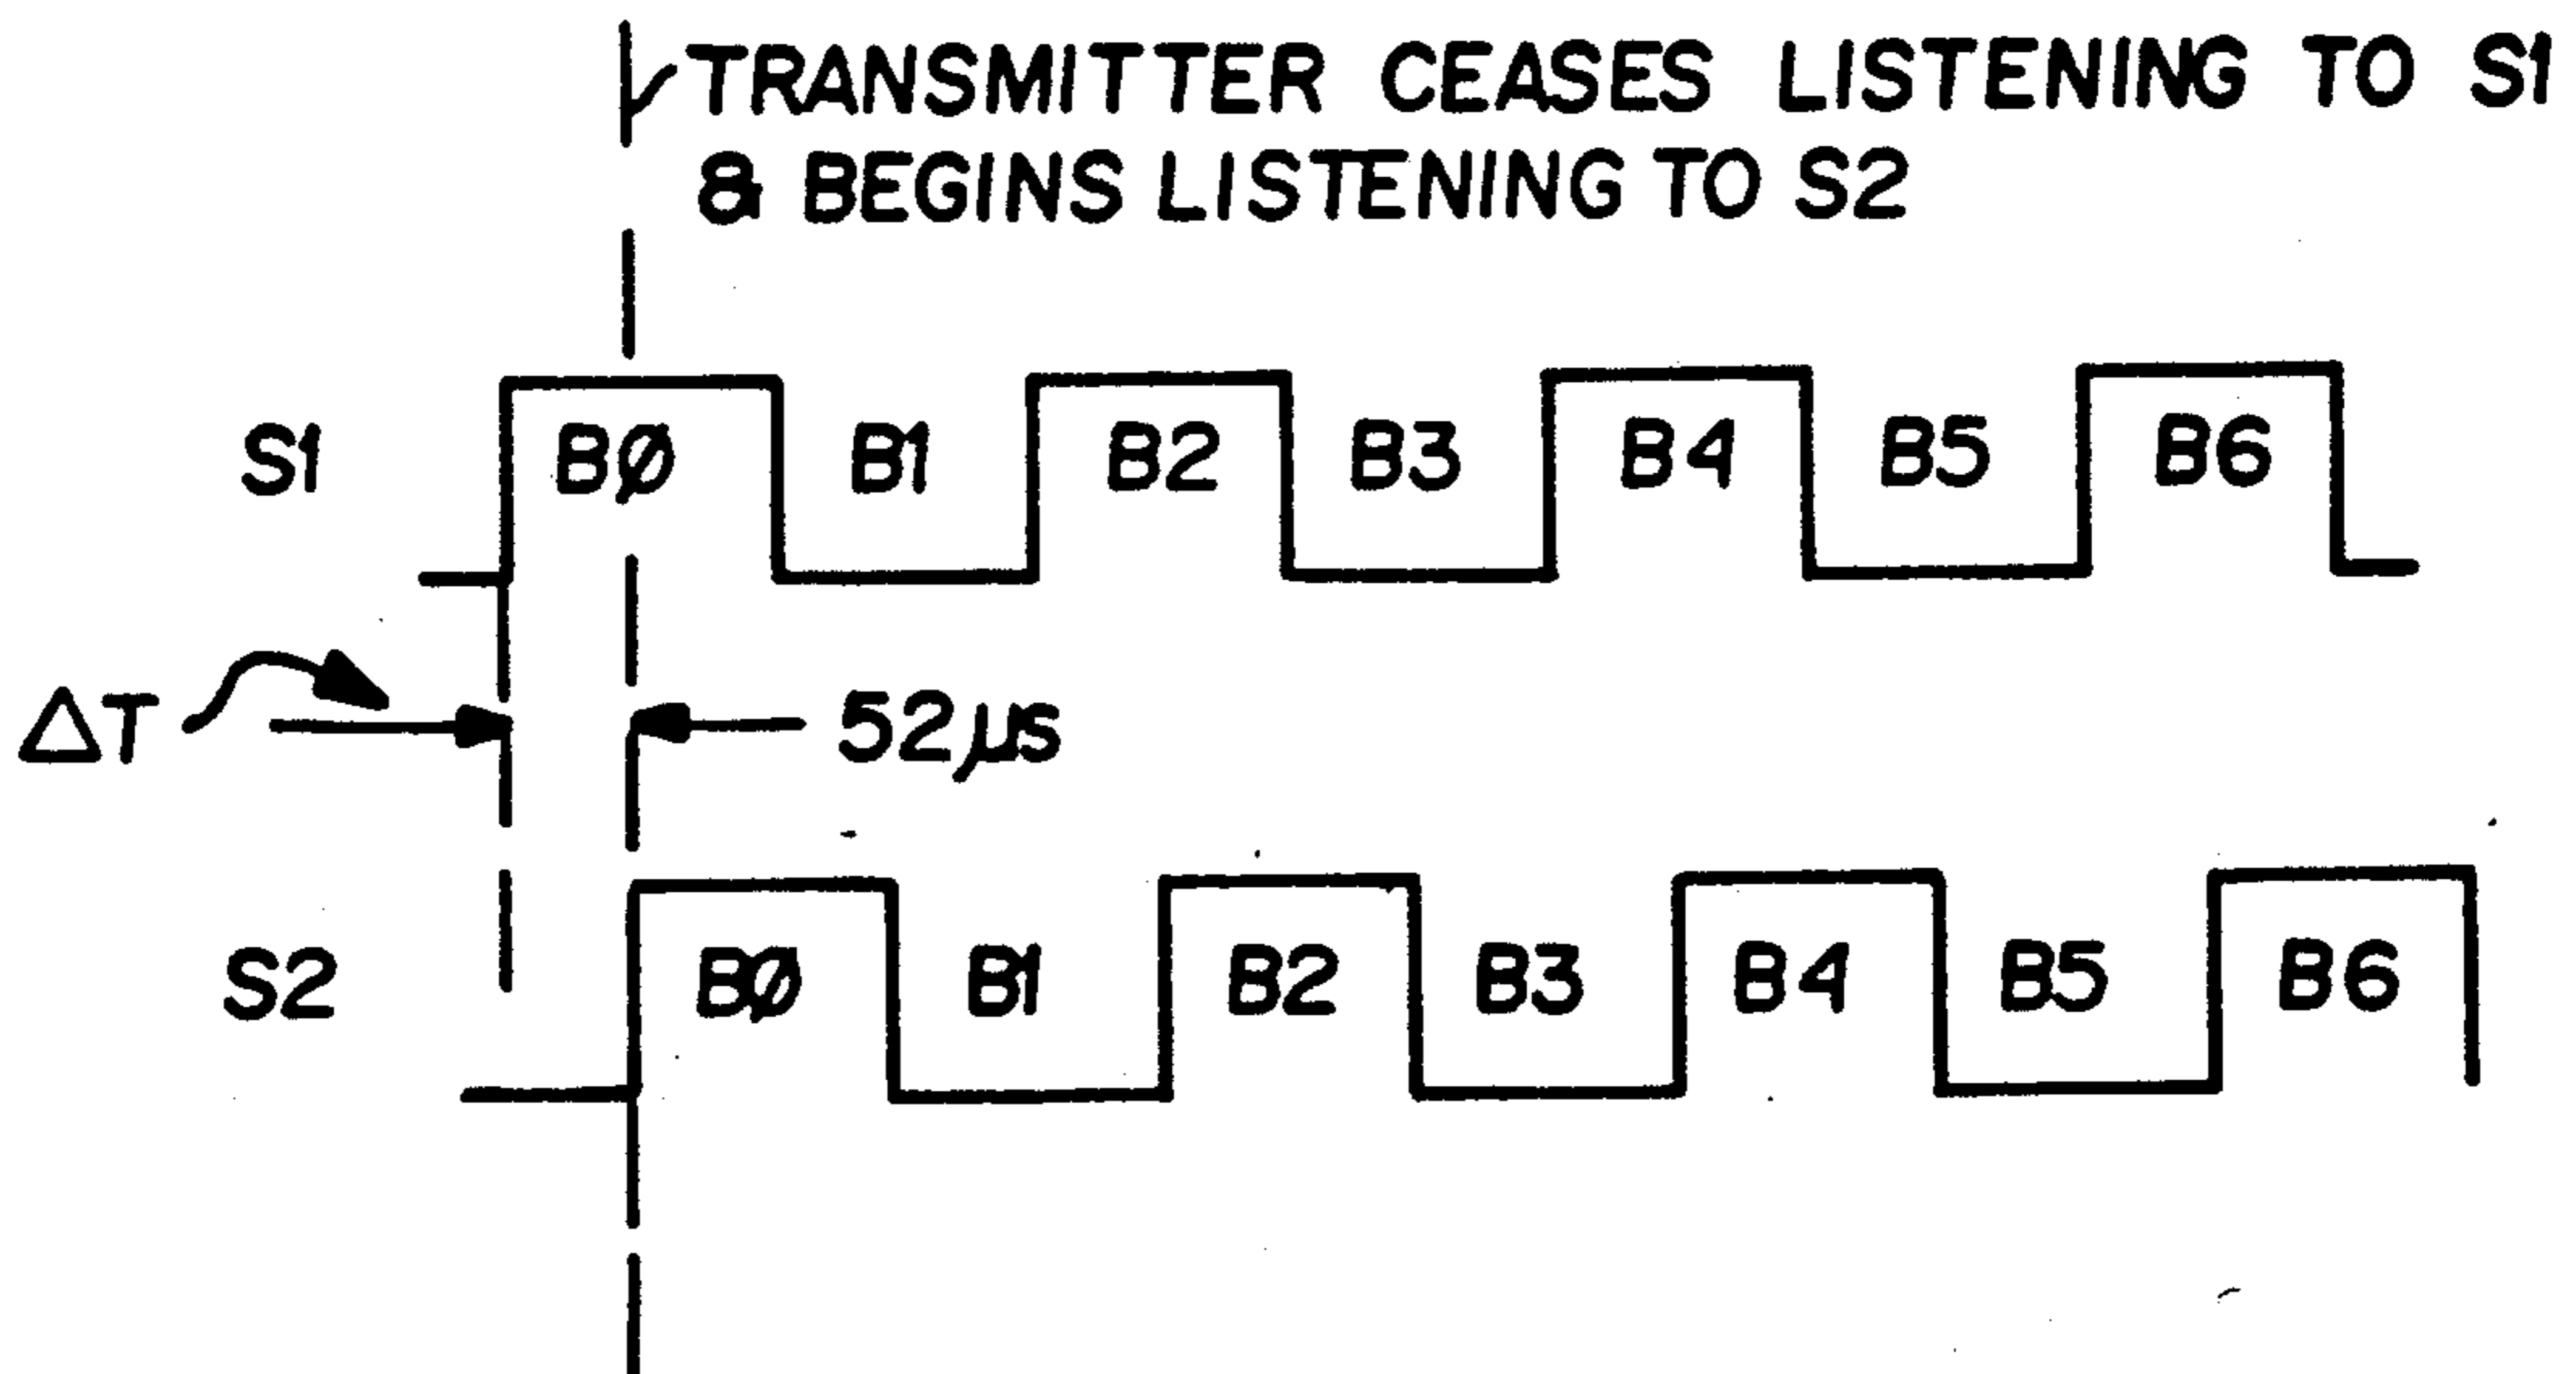 TRANSMITTER CEASES LISTENING TO S1
& BEGINS LISTENING TO S2
S1 BØ B1 B2 B3 B4 B5 B6
ΔT 52µs
S2 BØ B1 B2 B3 B4 B5 B6